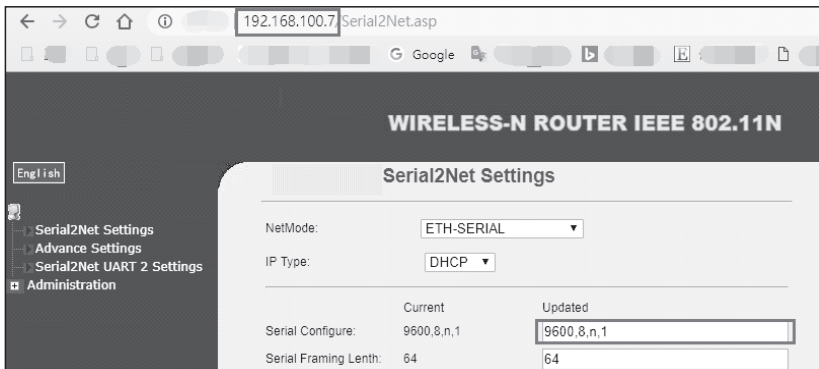 192.168.100.7/Serial2Net.asp
G Google
WIRELESS-N ROUTER IEEE 802.11N
English
Serial2Net Settings
Serial2Net Settings
Advance Settings
Serial2Net UART 2 Settings
Administration
NetMode: ETH-SERIAL
IP Type: DHCP
Current Updated
Serial Configure: 9600,8,n,1 9600,8,n,1
Serial Framing Lenth: 64 64